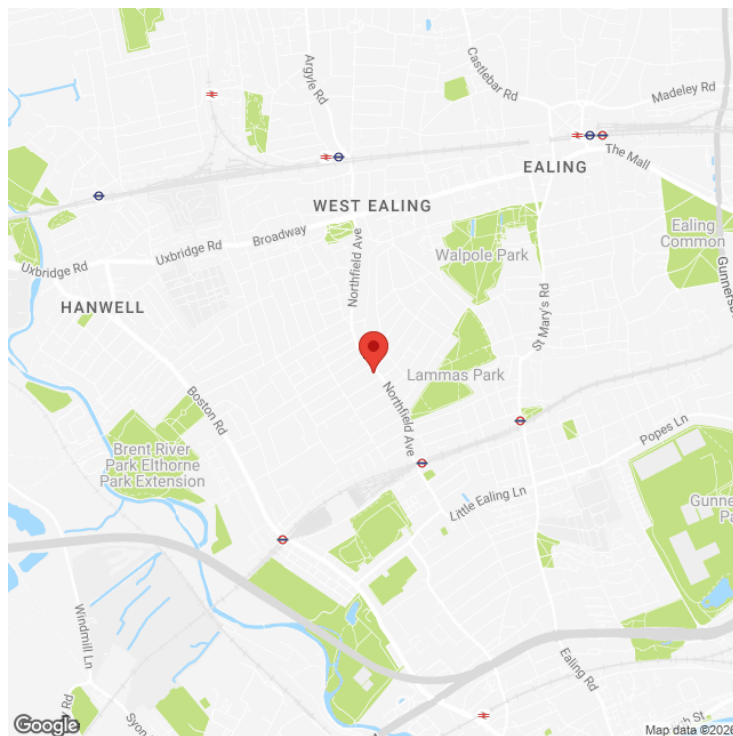 Argyle Rd
Castlebar Rd
Madeley Rd
The Mall
EALING
WEST EALING
Ealing
Common
Walpole Park
Broadway
Uxbridge Rd
Uxbridge Rd
Northfield Ave
HANWELL
St Mary's Rd
Lammas Park
Boston Rd
Northfield Ave
Popes Ln
Brent River
Park Elthorne
Park Extension
Little Ealing Ln
Windmill Ln
Ealing Rd
Google
Map data ©2026